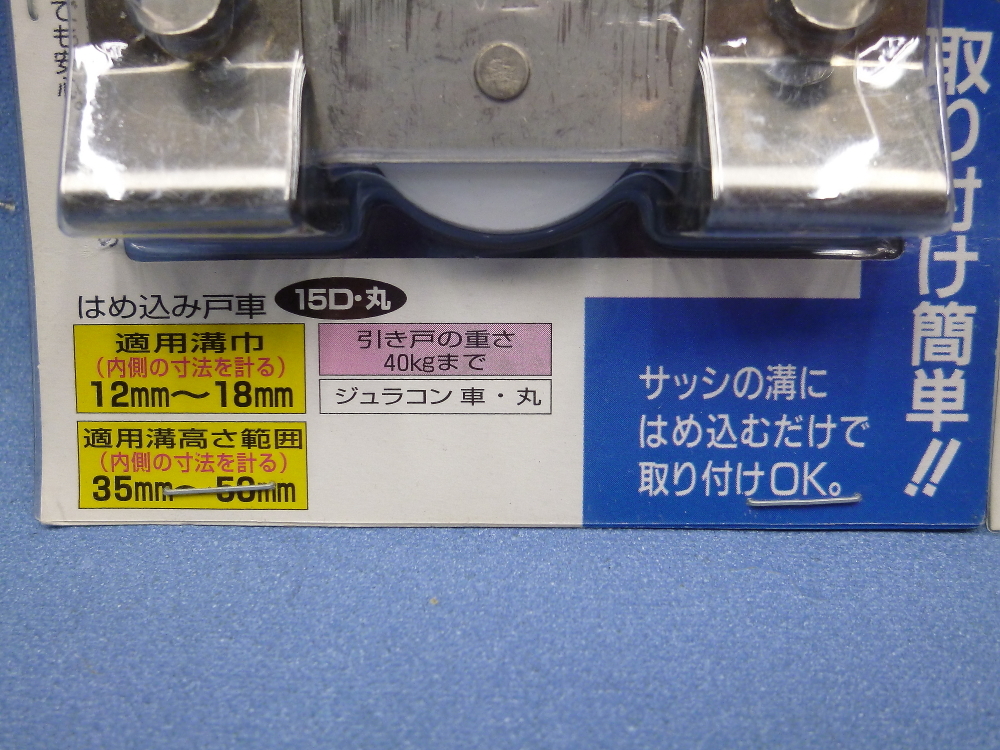 取り付け簡単!!
はめ込み戸車 15D・丸
適用溝巾
(内側の寸法を計る)
12mm〜18mm
引き戸の重さ
40kgまで
ジュラコン 車・丸
適用溝高さ範囲
(内側の寸法を計る)
35mm〜50mm
サッシの溝に
はめ込むだけで
取り付けOK。